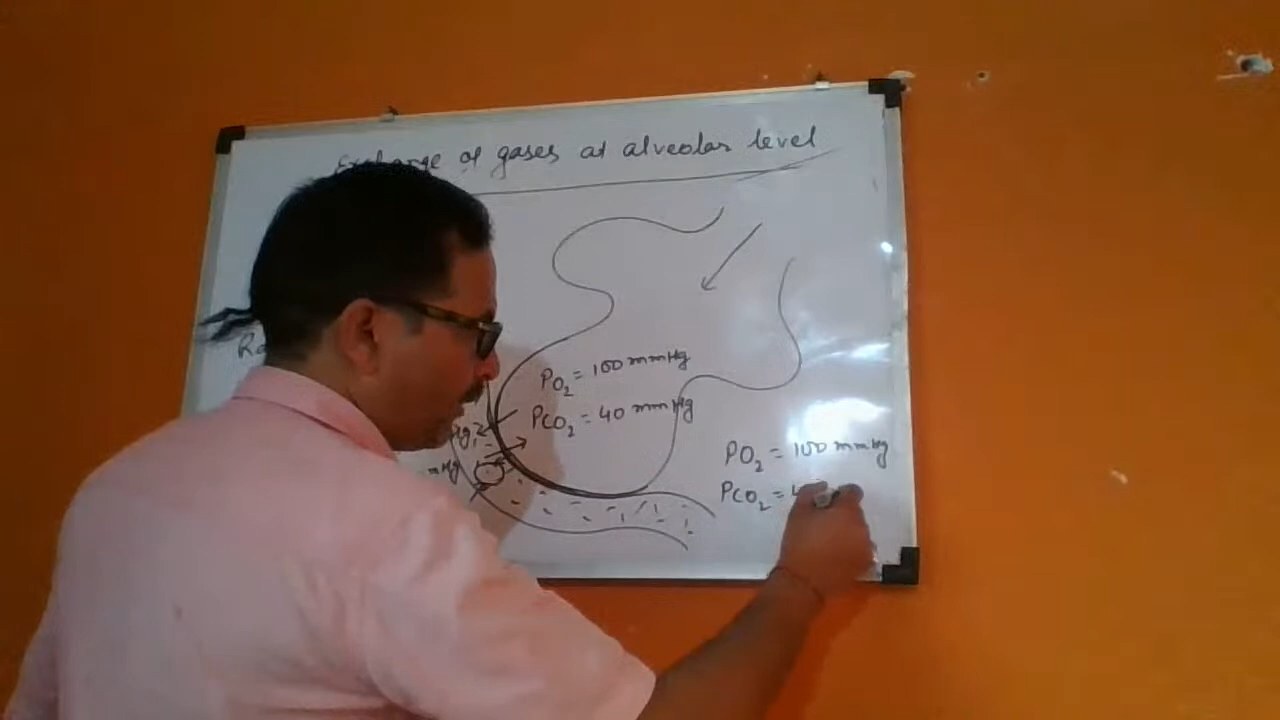 Exchange of gases at alveolar level
PO2 = 100 mmHg
PCO2 = 40 mmHg
PO2 = 100 mmHg
PCO2 =